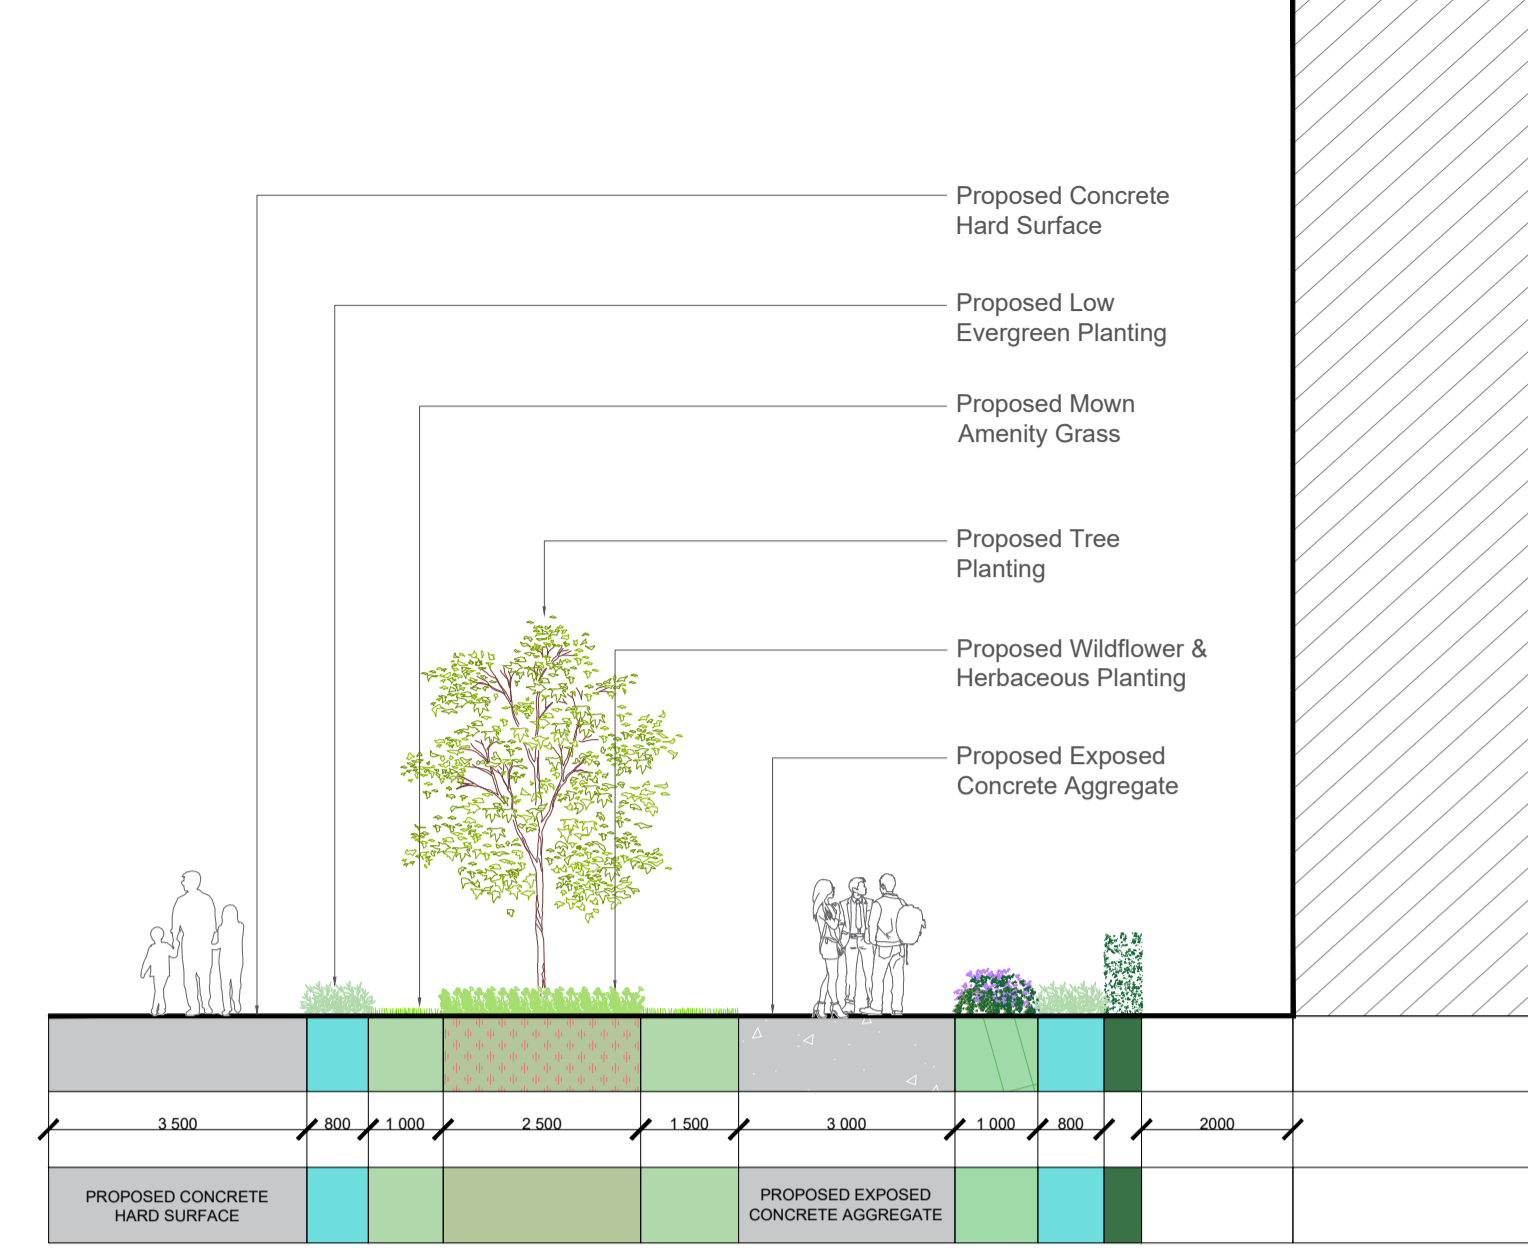 Proposed Concrete
Hard Surface
Proposed Low
Evergreen Planting
Proposed Mown
Amenity Grass
Proposed Tree
Planting
Proposed Wildflower &
Herbaceous Planting
Proposed Exposed
Concrete Aggregate
3 500
800
1 000
2 500
1 500
3 000
1 000
800
2000
PROPOSED CONCRETE
HARD SURFACE
PROPOSED EXPOSED
CONCRETE AGGREGATE